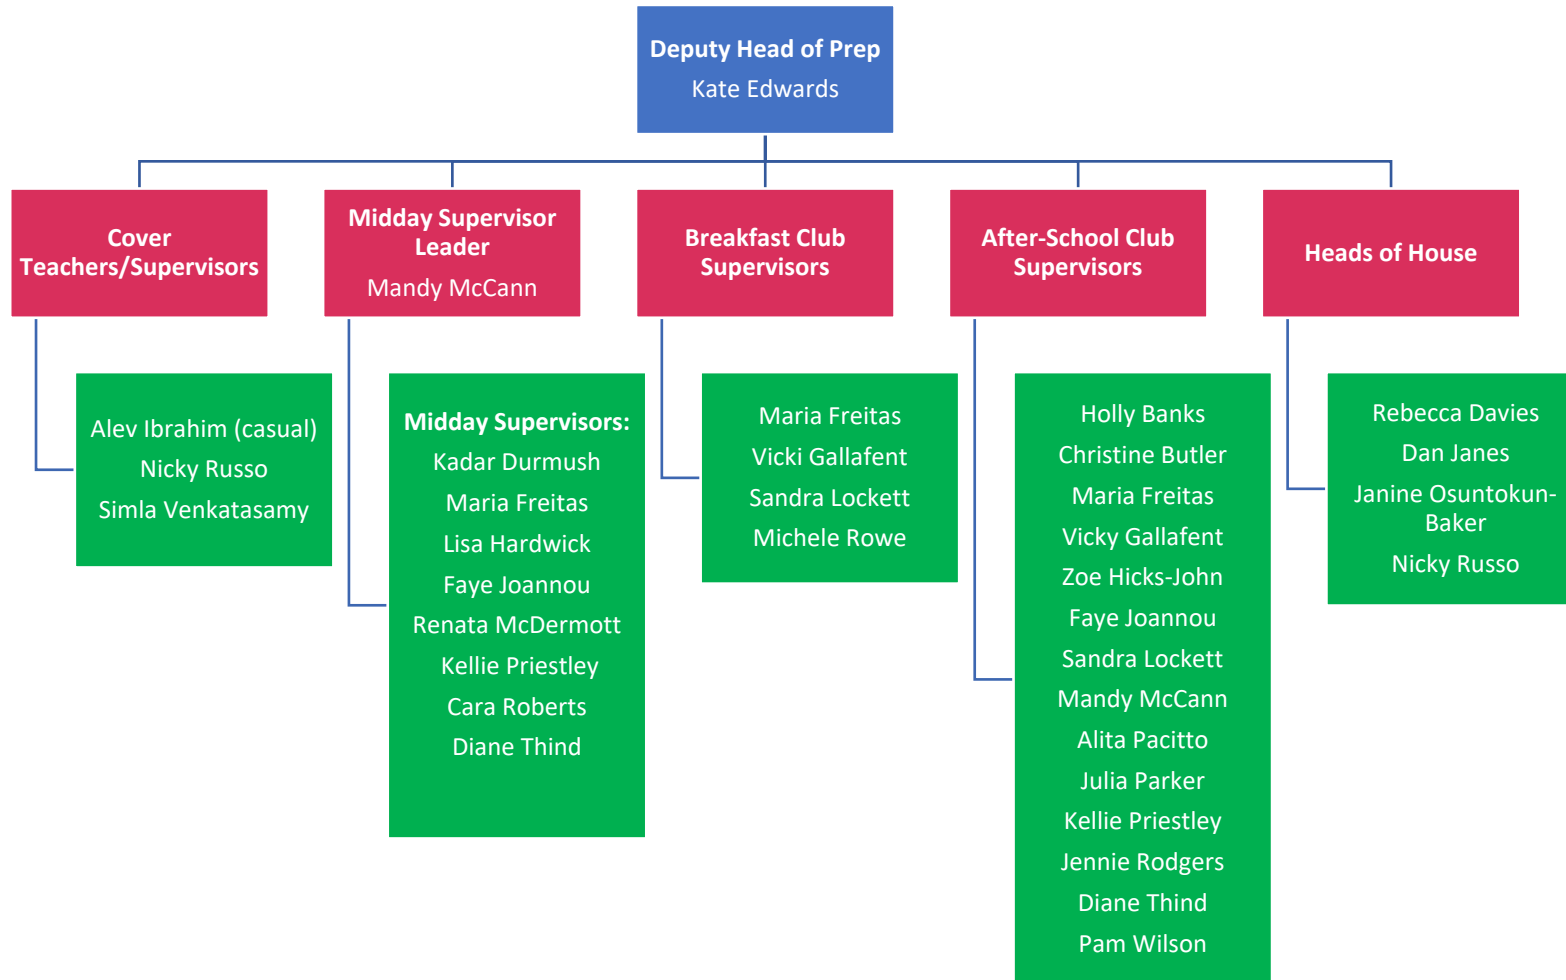 Deputy Head of Prep
Kate Edwards
Cover
Teachers/Supervisors
Midday Supervisor
Leader
Mandy McCann
Breakfast Club
Supervisors
After-School Club
Supervisors
Heads of House
Alev Ibrahim (casual)
Nicky Russo
Simla Venkatasamy
Midday Supervisors:
Kadar Durmush
Maria Freitas
Lisa Hardwick
Faye Joannou
Renata McDermott
Kellie Priestley
Cara Roberts
Diane Thind
Maria Freitas
Vicki Gallafent
Sandra Lockett
Michele Rowe
Holly Banks
Christine Butler
Maria Freitas
Vicky Gallafent
Zoe Hicks-John
Faye Joannou
Sandra Lockett
Mandy McCann
Alita Pacitto
Julia Parker
Kellie Priestley
Jennie Rodgers
Diane Thind
Pam Wilson
Rebecca Davies
Dan Janes
Janine Osuntokun-
Baker
Nicky Russo